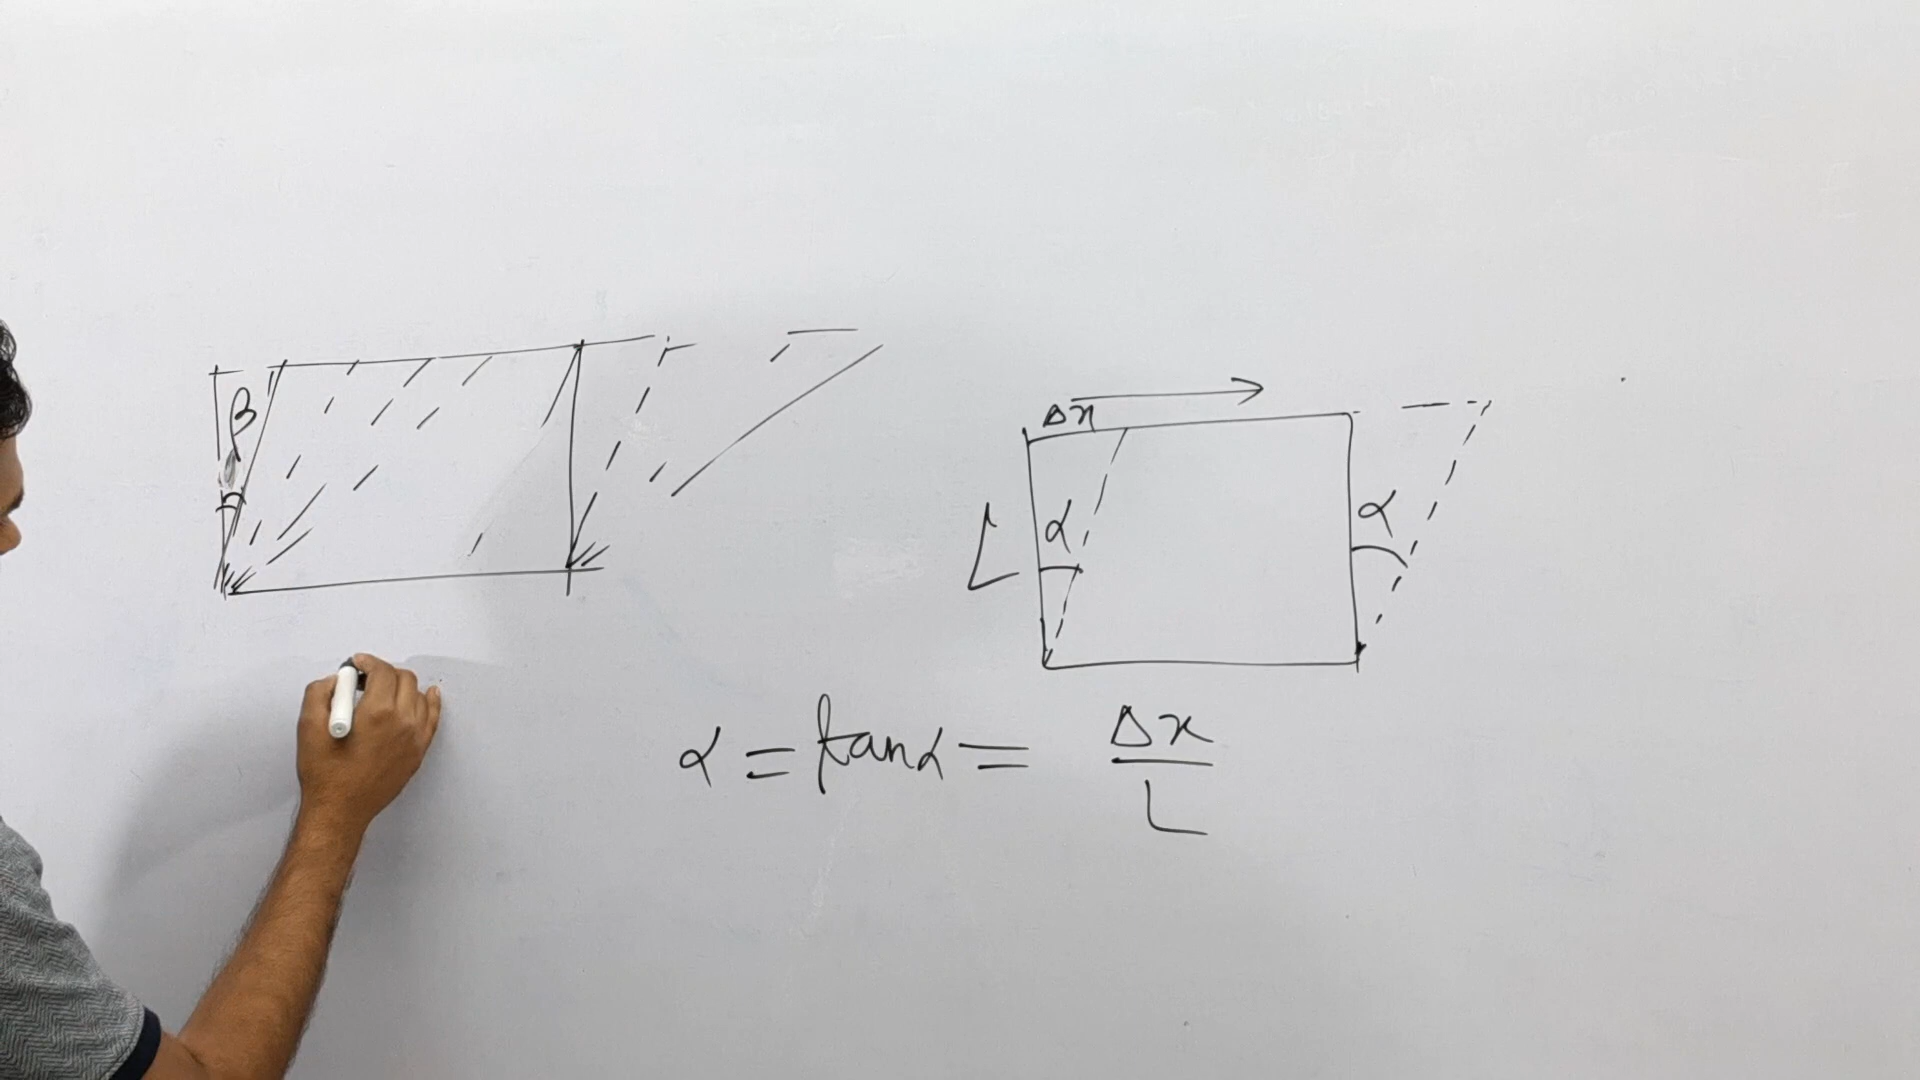 β
Δx
L
α
α
α = tanα = Δx / L